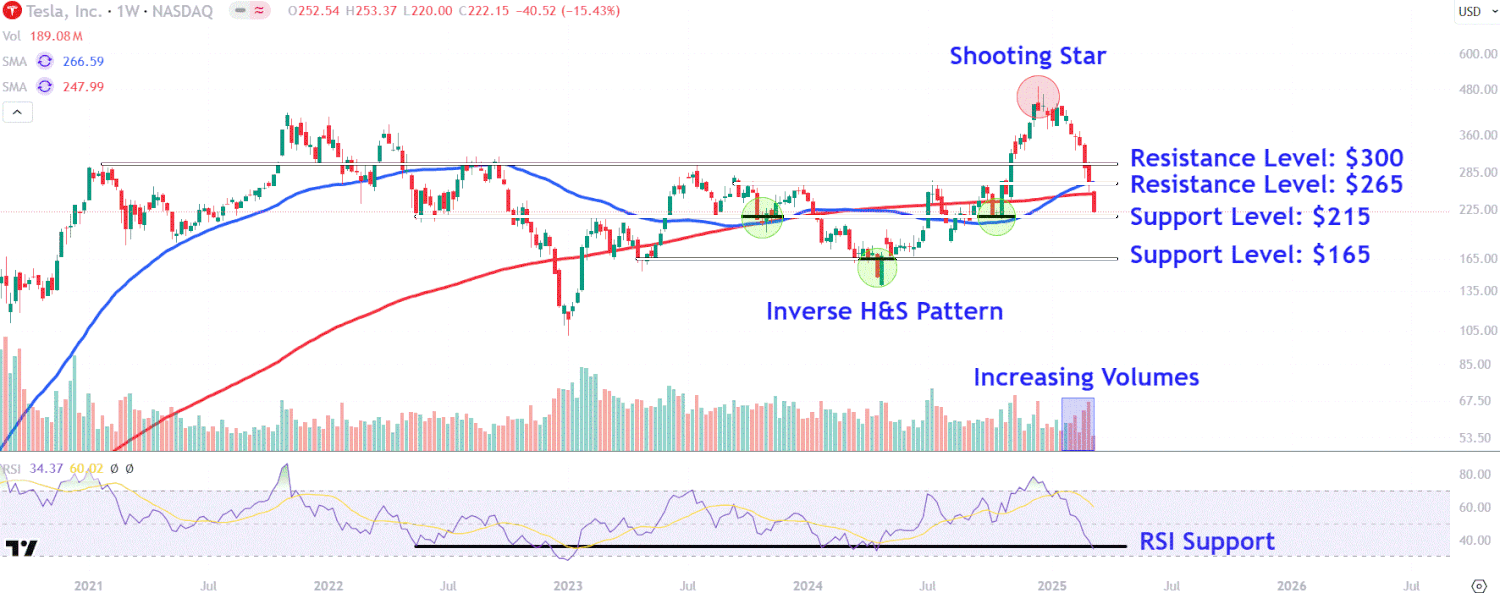 Tesla, Inc. · 1W · NASDAQ O252.54 H253.37 L220.00 C222.15 −40.52 (−15.43%)
USD
Vol 189.08M
SMA 266.59
SMA 247.99
Shooting Star
600.00
480.00
360.00
Resistance Level: $300
285.00
Resistance Level: $265
225.00
Support Level: $215
Support Level: $165
165.00
135.00
Inverse H&S Pattern
105.00
85.00
Increasing Volumes
67.50
53.50
RSI 34.37 60.02 Ø Ø
80.00
60.00
40.00
RSI Support
2021 Jul 2022 Jul 2023 Jul 2024 Jul 2025 Jul 2026 Jul